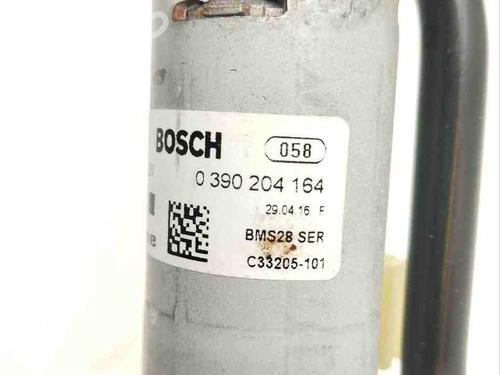 BOSCH 058
0 390 204 164
29.04.16 F
BMS28 SER
C33205-101